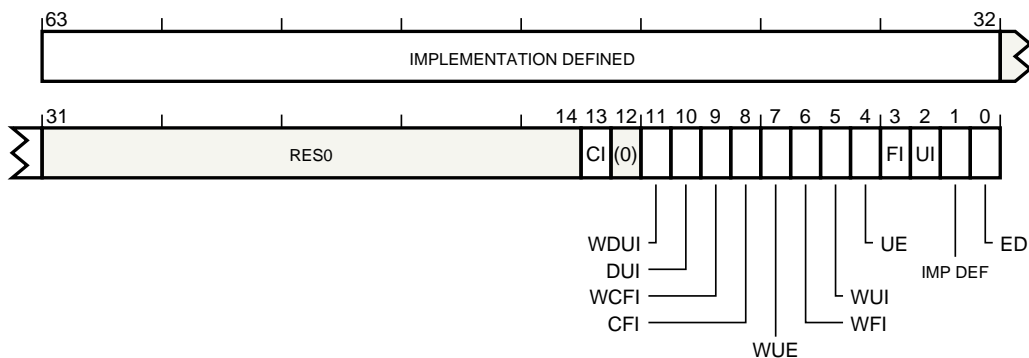 63 32
IMPLEMENTATION DEFINED
31 14 13 12 11 10 9 8 7 6 5 4 3 2 1 0
RES0 CI (0) FI UI
WDUI UE ED
DUI IMP DEF
WCFI WUI
CFI WFI
WUE